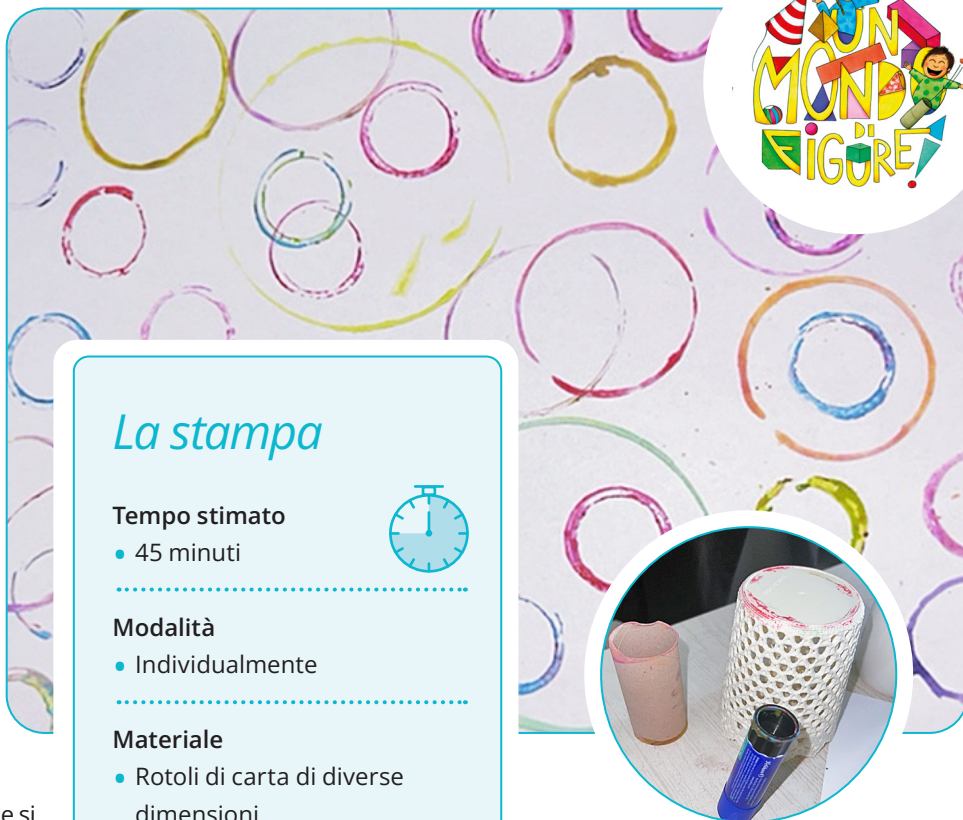 UN
MONDO
DI
FIGURE!
La stampa
Tempo stimato
• 45 minuti
Modalità
• Individualmente
Materiale
• Rotoli di carta di diverse
dimensioni
e si